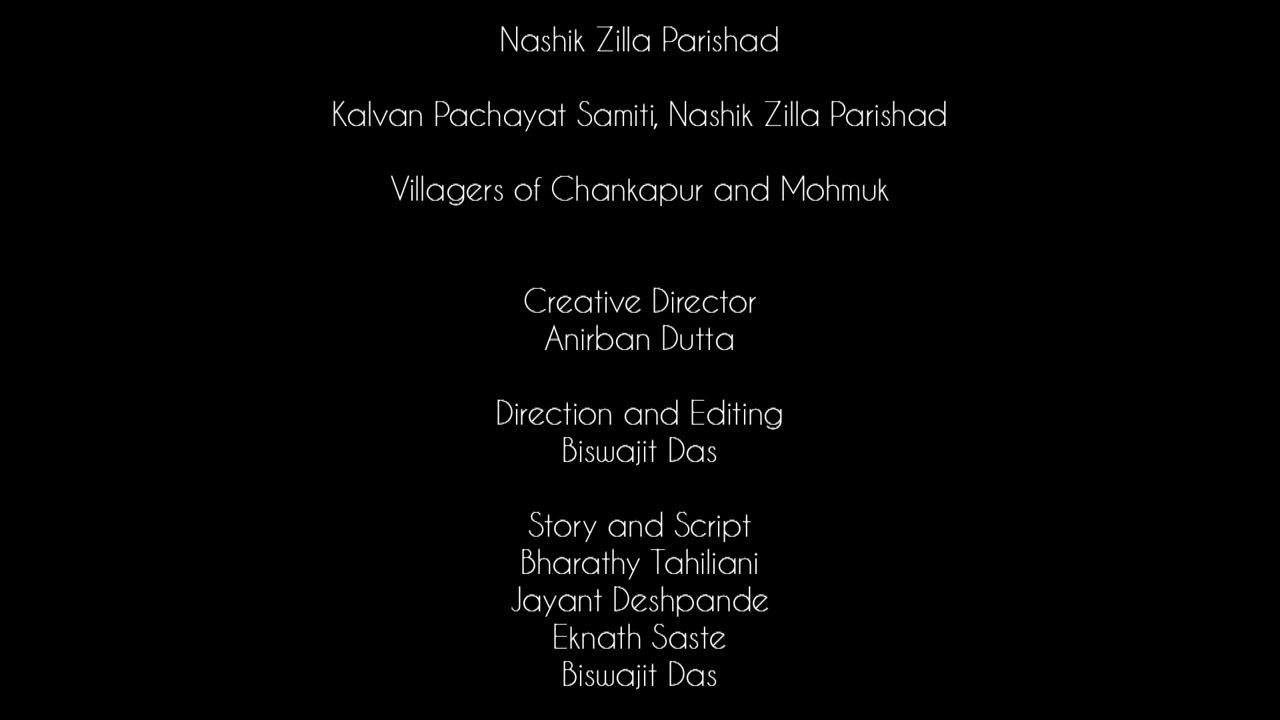 Nashik Zilla Parishad
Kalvan Pachayat Samiti, Nashik Zilla Parishad
Villagers of Chankapur and Mohmuk
Creative Director
Anirban Dutta
Direction and Editing
Biswajit Das
Story and Script
Bharathy Tahiliani
Jayant Deshpande
Eknath Saste
Biswajit Das